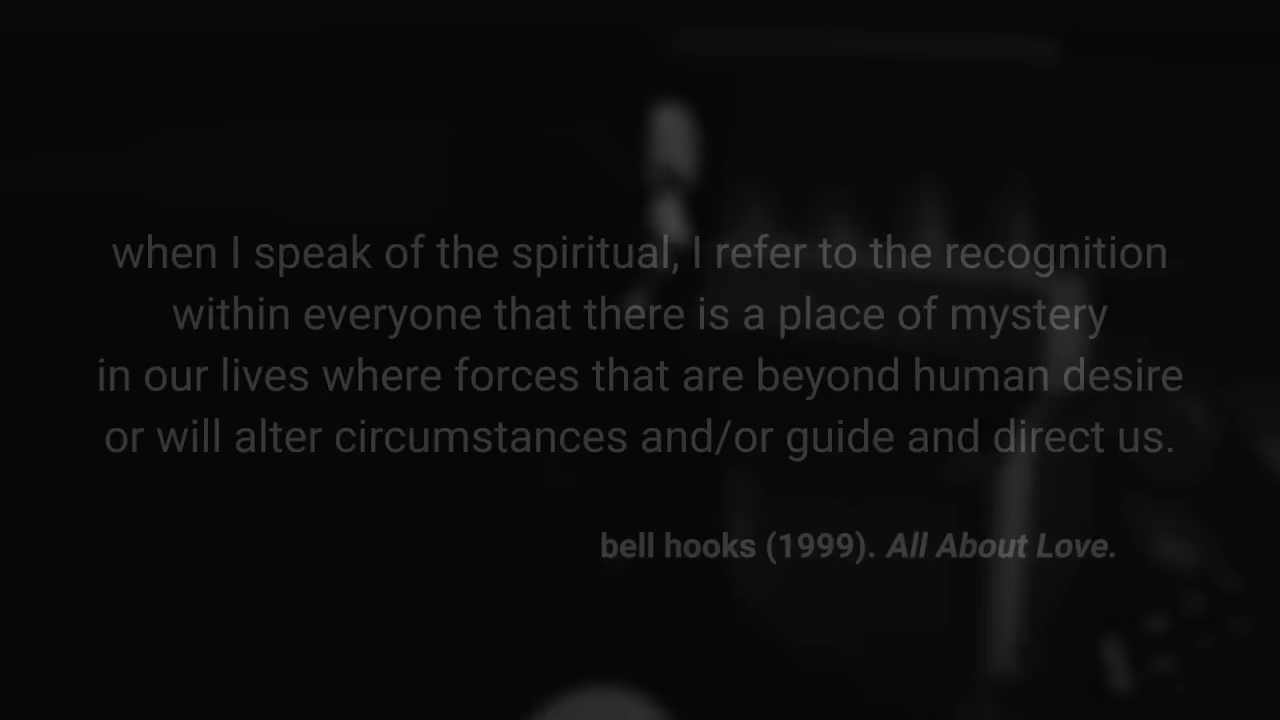 when I speak of the spiritual, I refer to the recognition
within everyone that there is a place of mystery
in our lives where forces that are beyond human desire
or will alter circumstances and/or guide and direct us.
bell hooks (1999). All About Love.